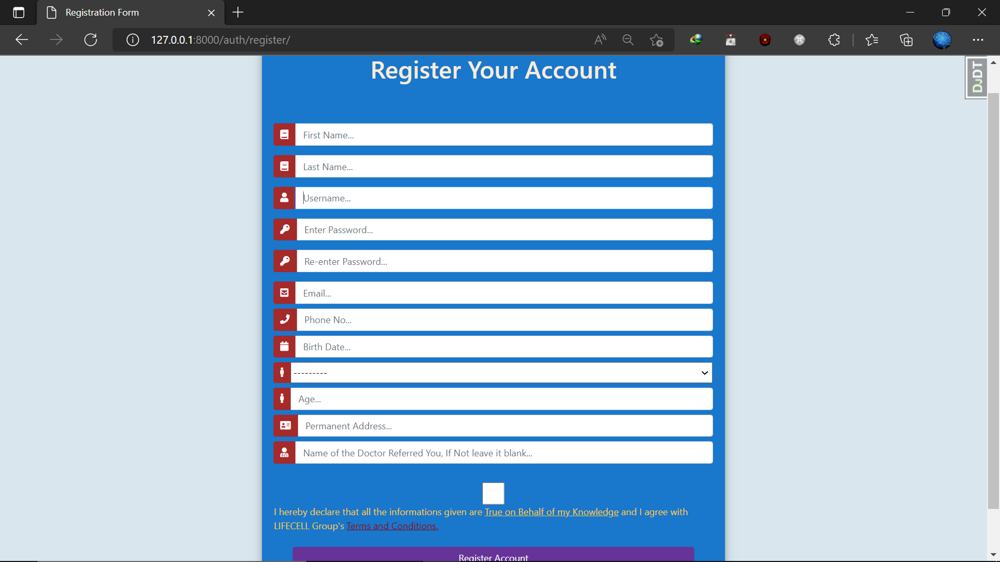 Registration Form
127.0.0.1:8000/auth/register/
DJDT
Register Your Account
First Name...
Last Name...
Username...
Enter Password...
Re-enter Password...
Email...
Phone No...
Birth Date...
---------
Age...
Permanent Address...
Name of the Doctor Referred You, If Not leave it blank...
I hereby declare that all the informations given are True on Behalf of my Knowledge and I agree with
LIFECELL Group's Terms and Conditions.
Register Account